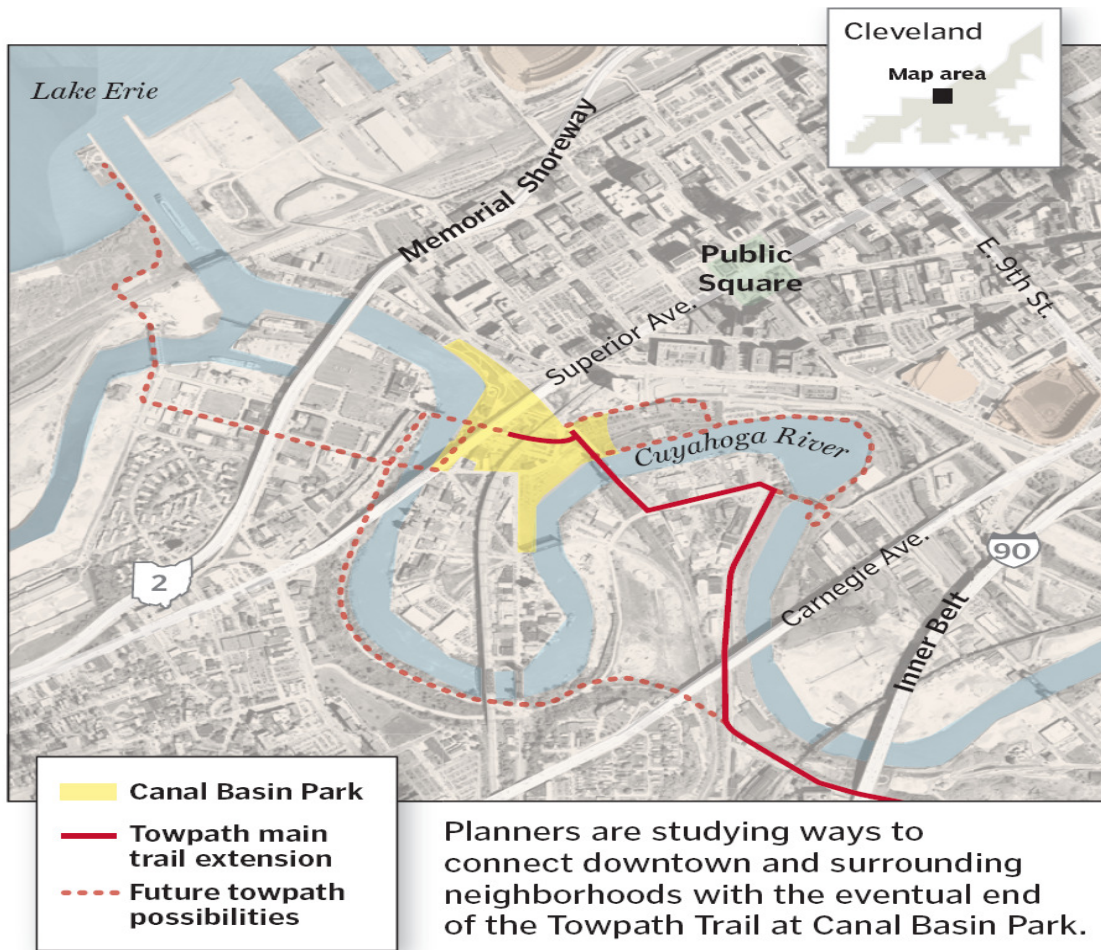 Cleveland
Map area
Lake Erie
Memorial Shoreway
Public
Square
E. 9th St.
Superior Ave.
Cuyahoga River
Carnegie Ave.
90
2
Inner Belt
Canal Basin Park
Towpath main
trail extension
Future towpath
possibilities
Planners are studying ways to
connect downtown and surrounding
neighborhoods with the eventual end
of the Towpath Trail at Canal Basin Park.